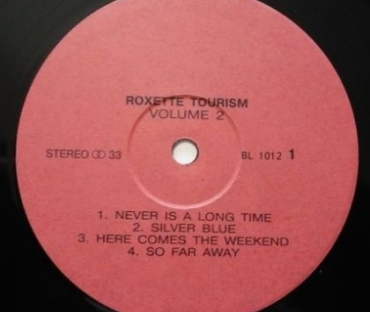 ROXETTE TOURISM
VOLUME 2
STEREO ↀ 33 BL 1012 1
1. NEVER IS A LONG TIME
2. SILVER BLUE
3. HERE COMES THE WEEKEND
4. SO FAR AWAY